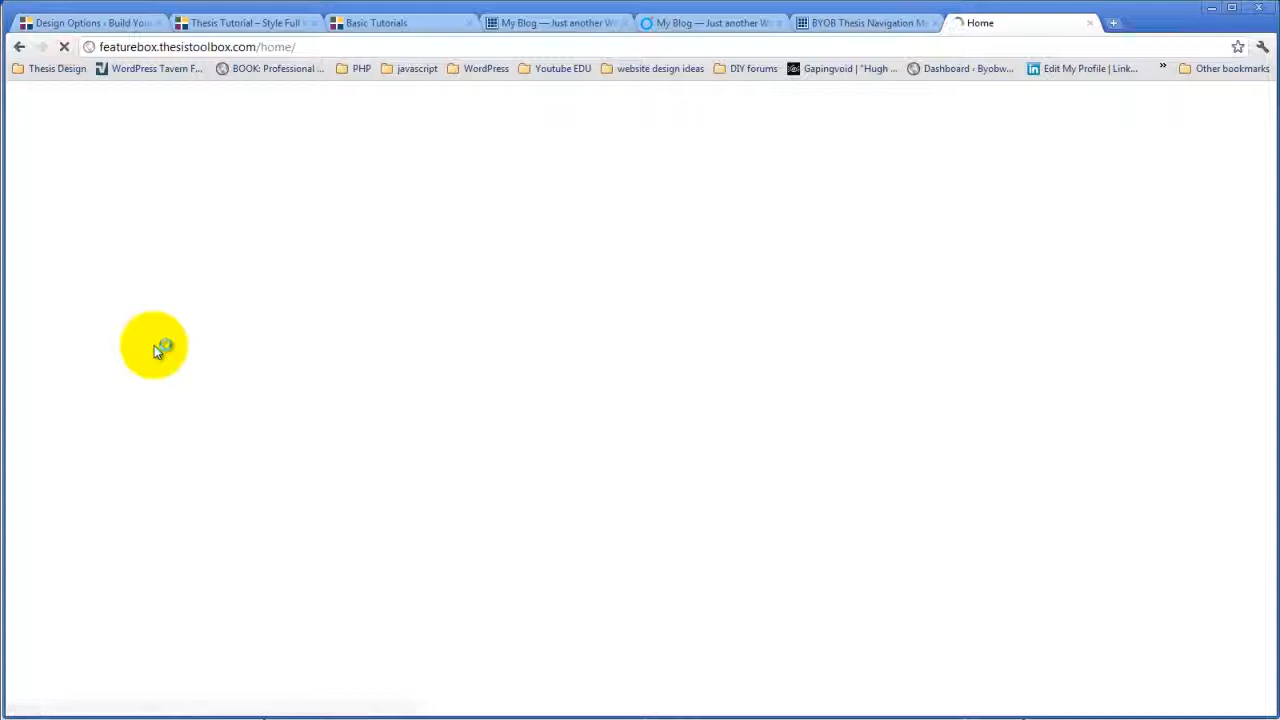 Design Options ‹ Build You
Thesis Tutorial – Style Full
Basic Tutorials
My Blog — Just another W
My Blog — Just another W
BYOB Thesis Navigation M
Home
featurebox.thesistoolbox.com/home/
Thesis Design
WordPress Tavern F...
BOOK: Professional ...
PHP
javascript
WordPress
Youtube EDU
website design ideas
DIY forums
Gapingvoid | "Hugh ...
Dashboard ‹ Byobw...
Edit My Profile | Link...
»
Other bookmarks